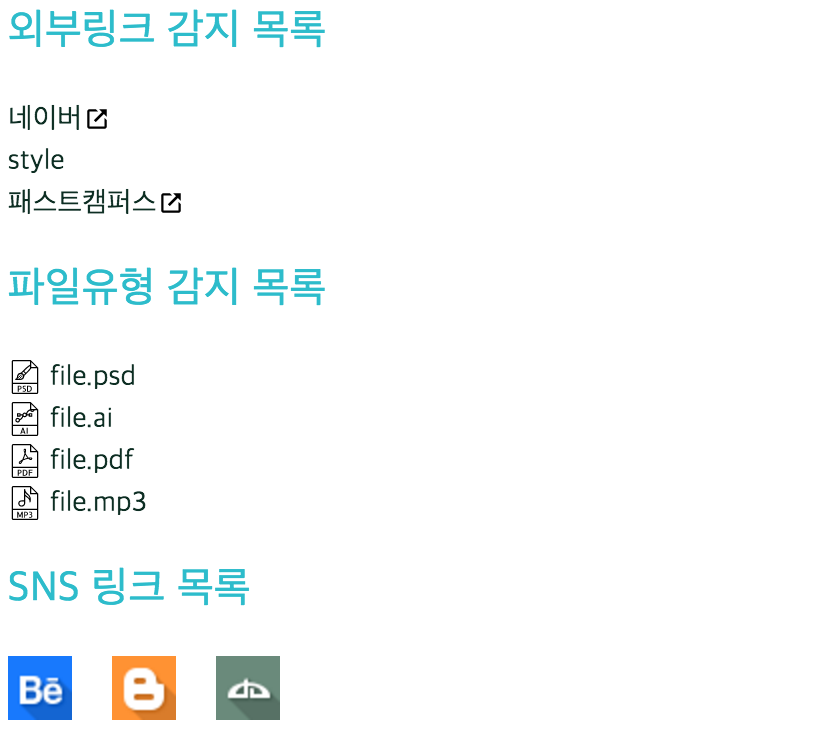 외부링크 감지 목록
네이버
style
패스트캠퍼스
파일유형 감지 목록
PSD file.psd
AI file.ai
PDF file.pdf
MP3 file.mp3
SNS 링크 목록
Bē